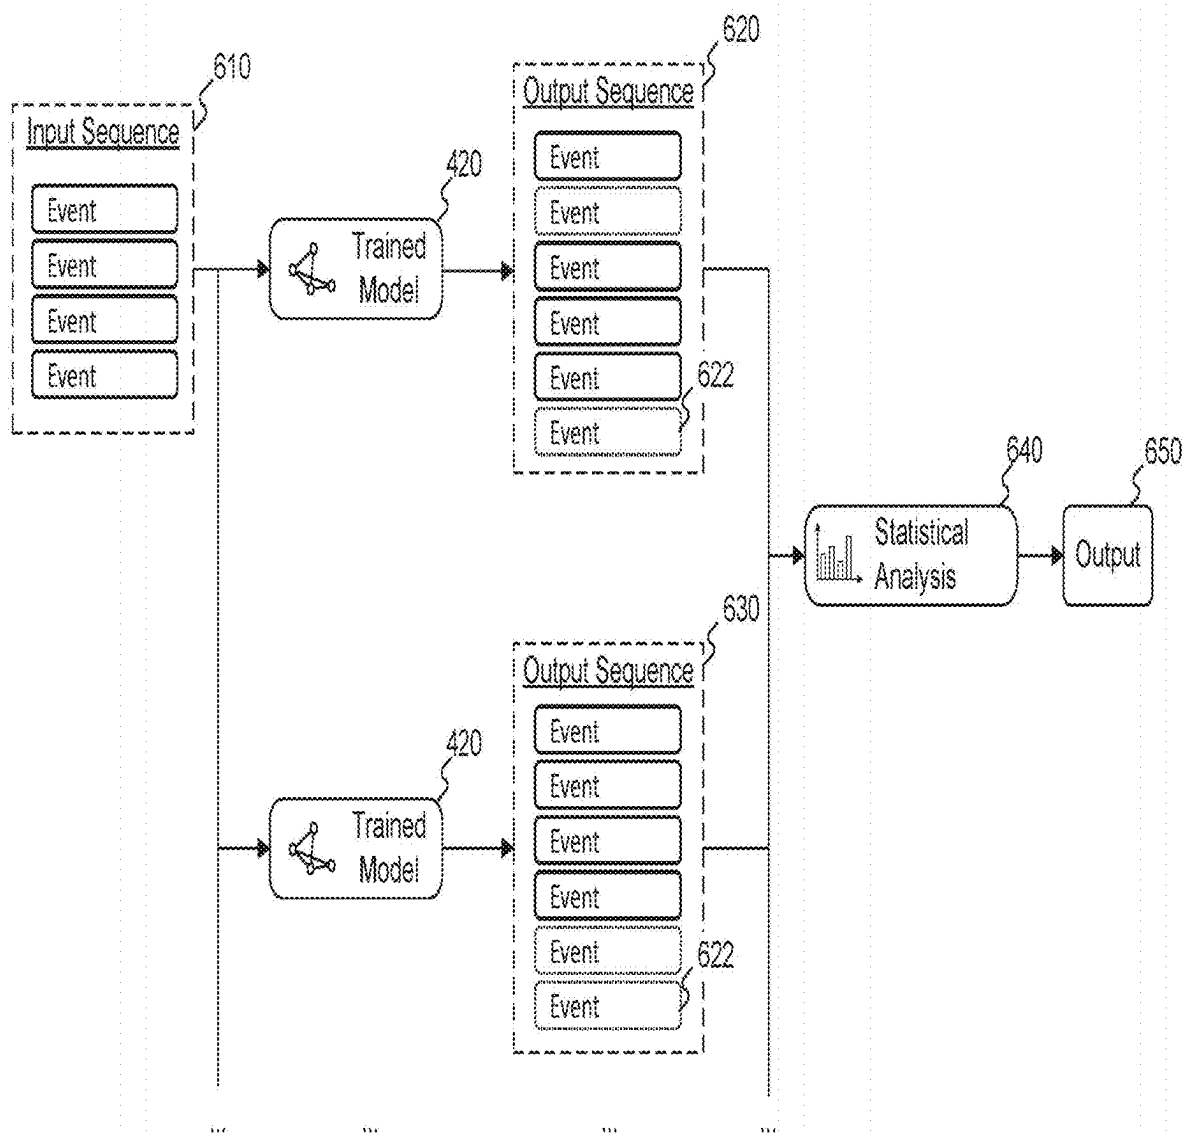 610
Input Sequence
Event
Event
Event
Event
420
Trained
Model
620
Output Sequence
Event
Event
Event
Event
Event
622
Event
640
Statistical
Analysis
650
Output
420
Trained
Model
630
Output Sequence
Event
Event
Event
Event
Event
622
Event